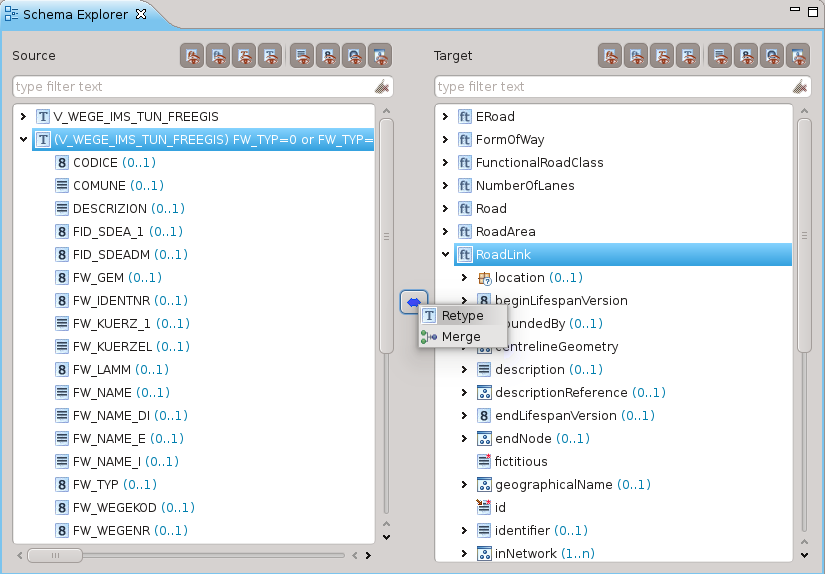 Schema Explorer
Source
Target
type filter text
type filter text
V_WEGE_IMS_TUN_FREEGIS
(V_WEGE_IMS_TUN_FREEGIS) FW_TYP=0 or FW_TYP=
CODICE (0..1)
COMUNE (0..1)
DESCRIZION (0..1)
FID_SDEA_1 (0..1)
FID_SDEADM (0..1)
FW_GEM (0..1)
FW_IDENTNR (0..1)
FW_KUERZ_1 (0..1)
FW_KUERZEL (0..1)
FW_LAMM (0..1)
FW_NAME (0..1)
FW_NAME_DI (0..1)
FW_NAME_E (0..1)
FW_NAME_I (0..1)
FW_TYP (0..1)
FW_WEGEKOD (0..1)
FW_WEGENR (0..1)
Retype
Merge
ERoad
FormOfWay
FunctionalRoadClass
NumberOfLanes
Road
RoadArea
RoadLink
location (0..1)
beginLifespanVersion
oundedBy (0..1)
centrelineGeometry
description (0..1)
descriptionReference (0..1)
endLifespanVersion (0..1)
endNode (0..1)
fictitious
geographicalName (0..1)
id
identifier (0..1)
inNetwork (1..n)